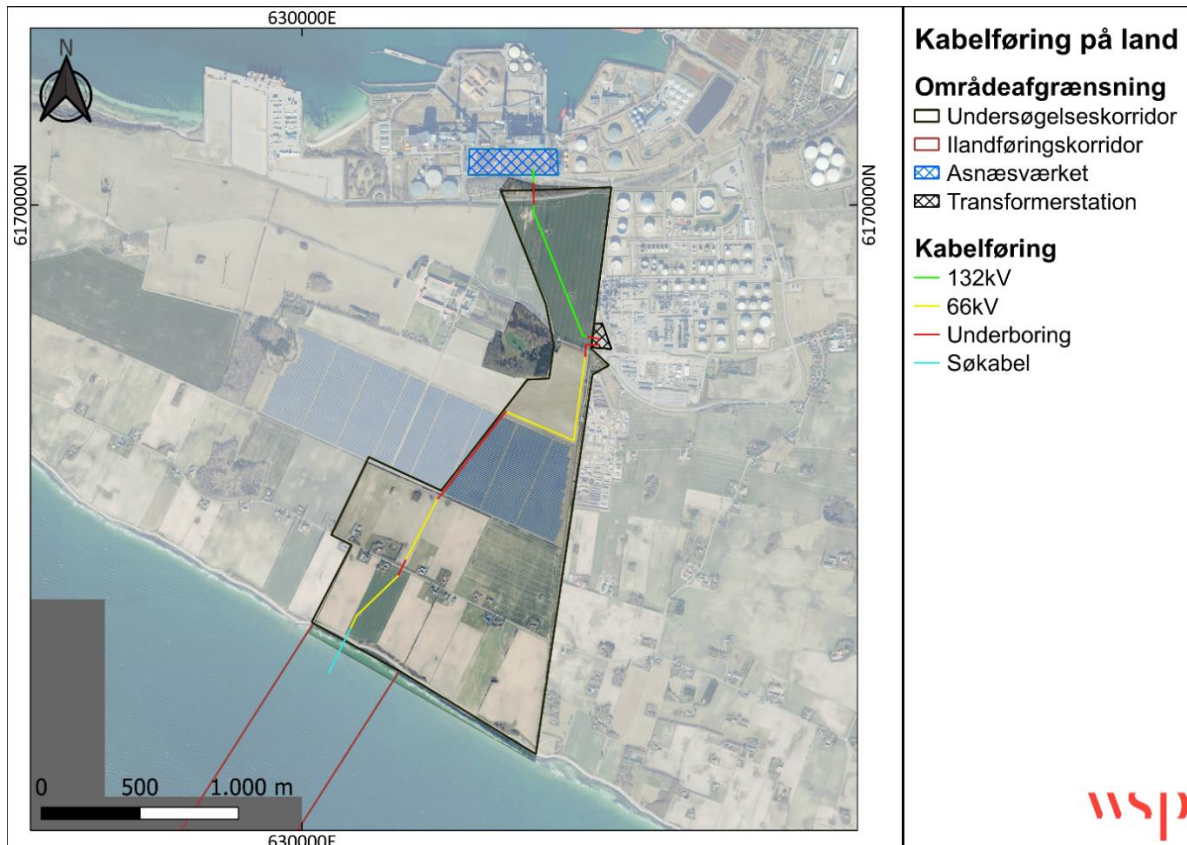 630000E
N
6170000N
6170000N
0 500 1.000 m
630000E
Kabelføring på land
Områdeafgrænsning
Undersøgelseskorridor
Ilandføringskorridor
Asnæsværket
Transformerstation
Kabelføring
132kV
66kV
Underboring
Søkabel
wsp